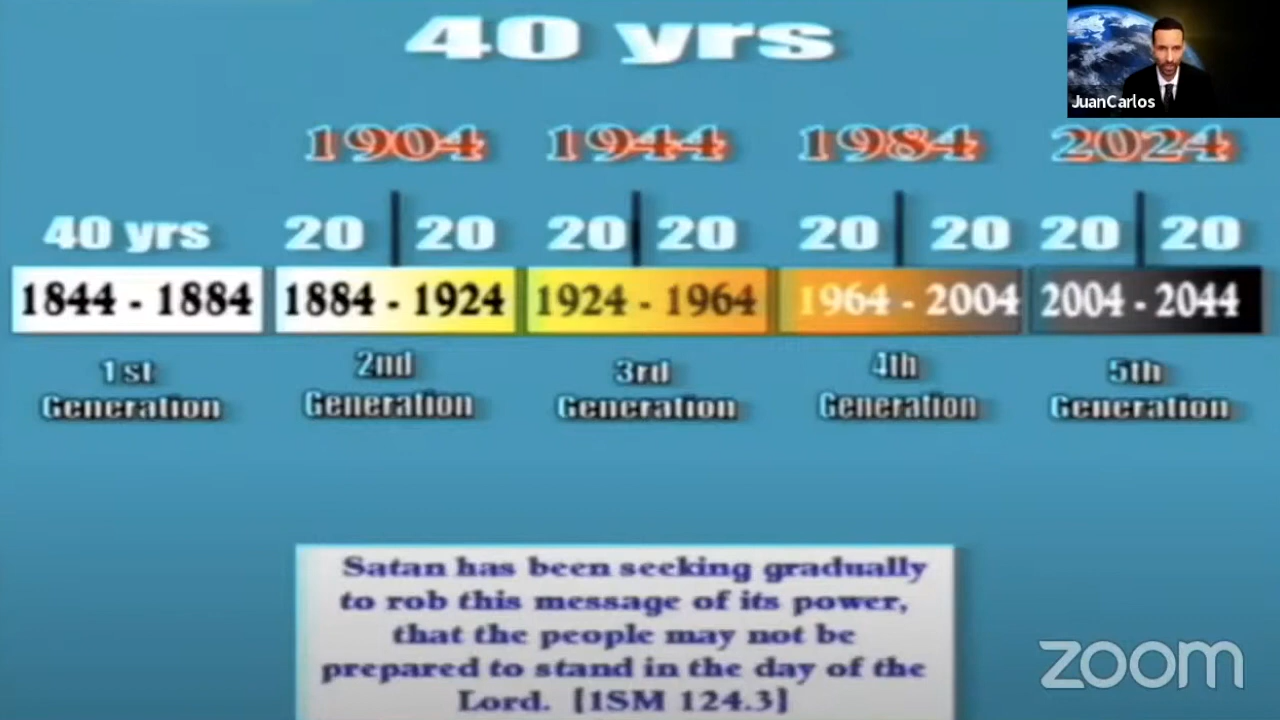 40 yrs
JuanCarlos
1904 1944 1984 2024
40 yrs 20 20 20 20 20 20 20 20
1844 - 1884 1884 - 1924 1924 - 1964 1964 - 2004 2004 - 2044
1st 2nd 3rd 4th 5th
Generation Generation Generation Generation Generation
Satan has been seeking gradually
to rob this message of its power,
that the people may not be
prepared to stand in the day of the
Lord. [1SM 124.3]
zoom